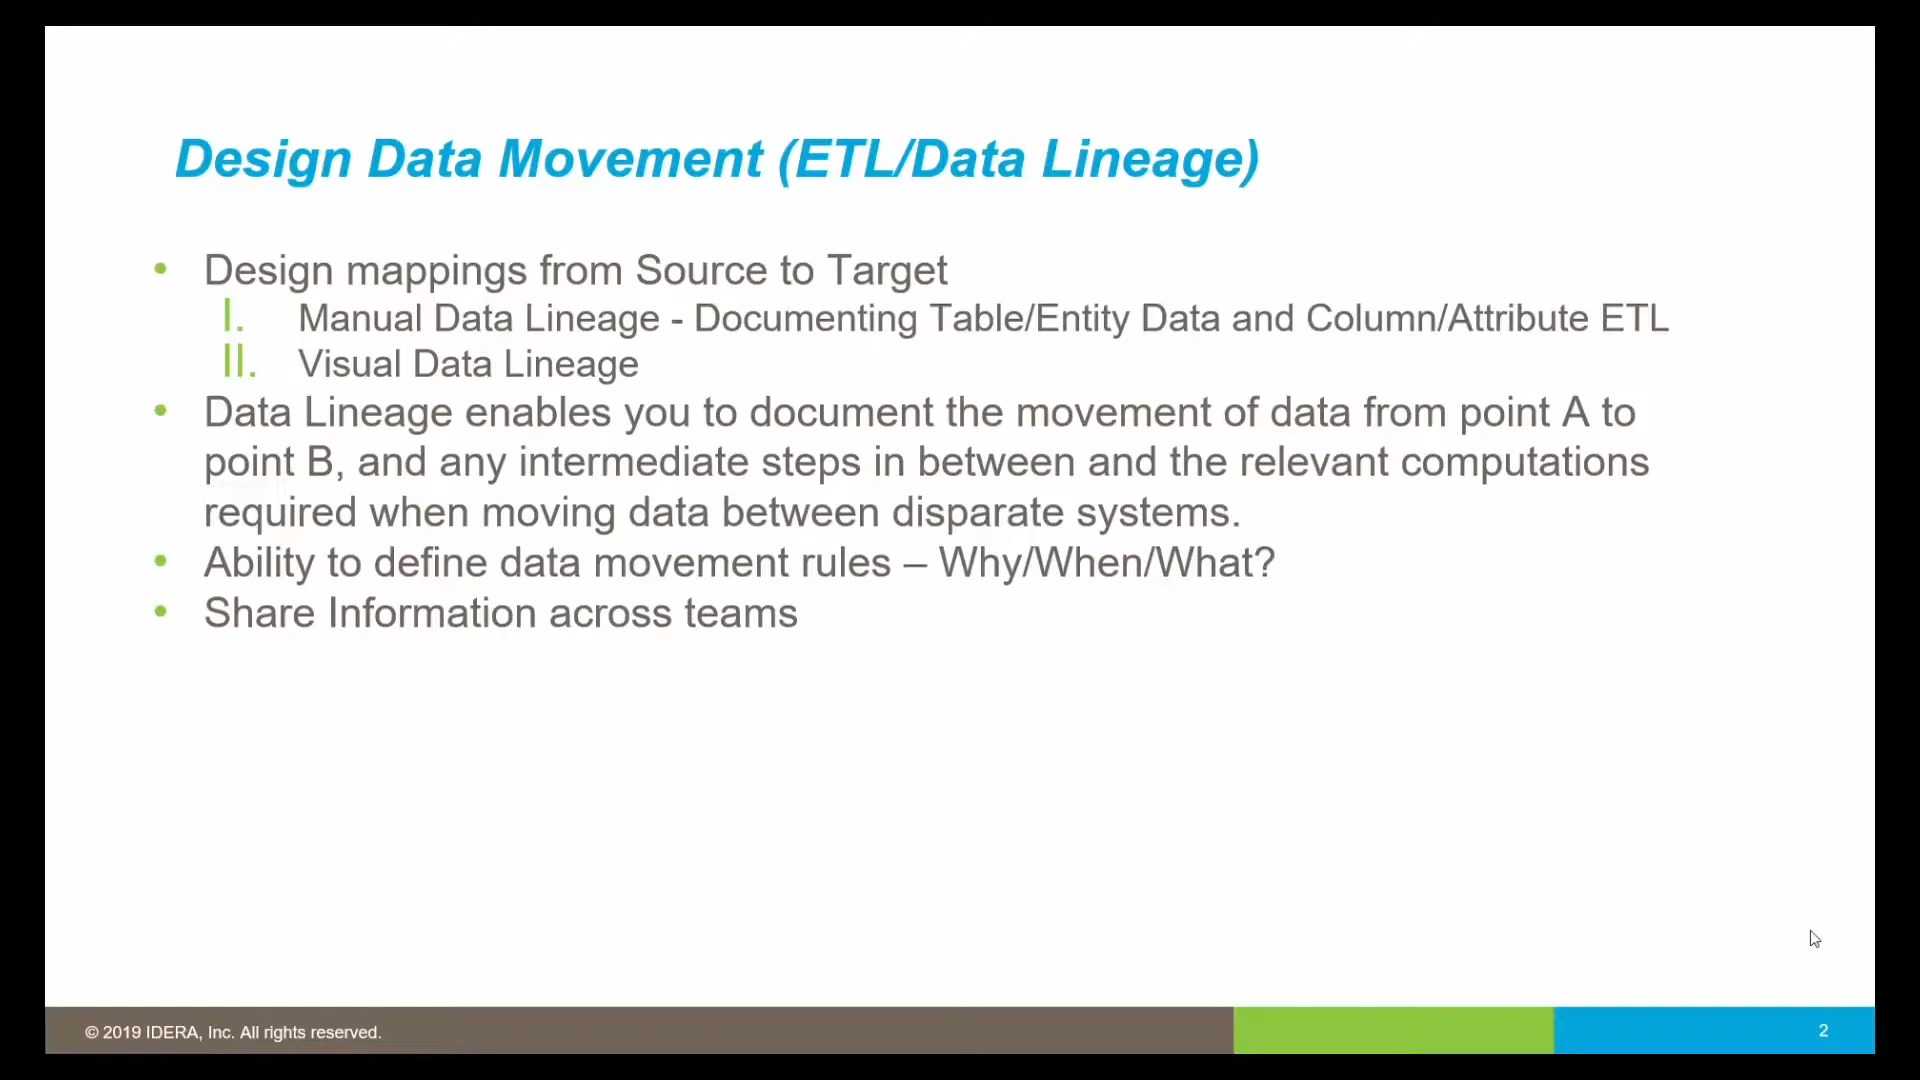 Design Data Movement (ETL/Data Lineage)
• Design mappings from Source to Target
I. Manual Data Lineage - Documenting Table/Entity Data and Column/Attribute ETL
II. Visual Data Lineage
• Data Lineage enables you to document the movement of data from point A to
point B, and any intermediate steps in between and the relevant computations
required when moving data between disparate systems.
• Ability to define data movement rules – Why/When/What?
• Share Information across teams
© 2019 IDERA, Inc. All rights reserved.
2